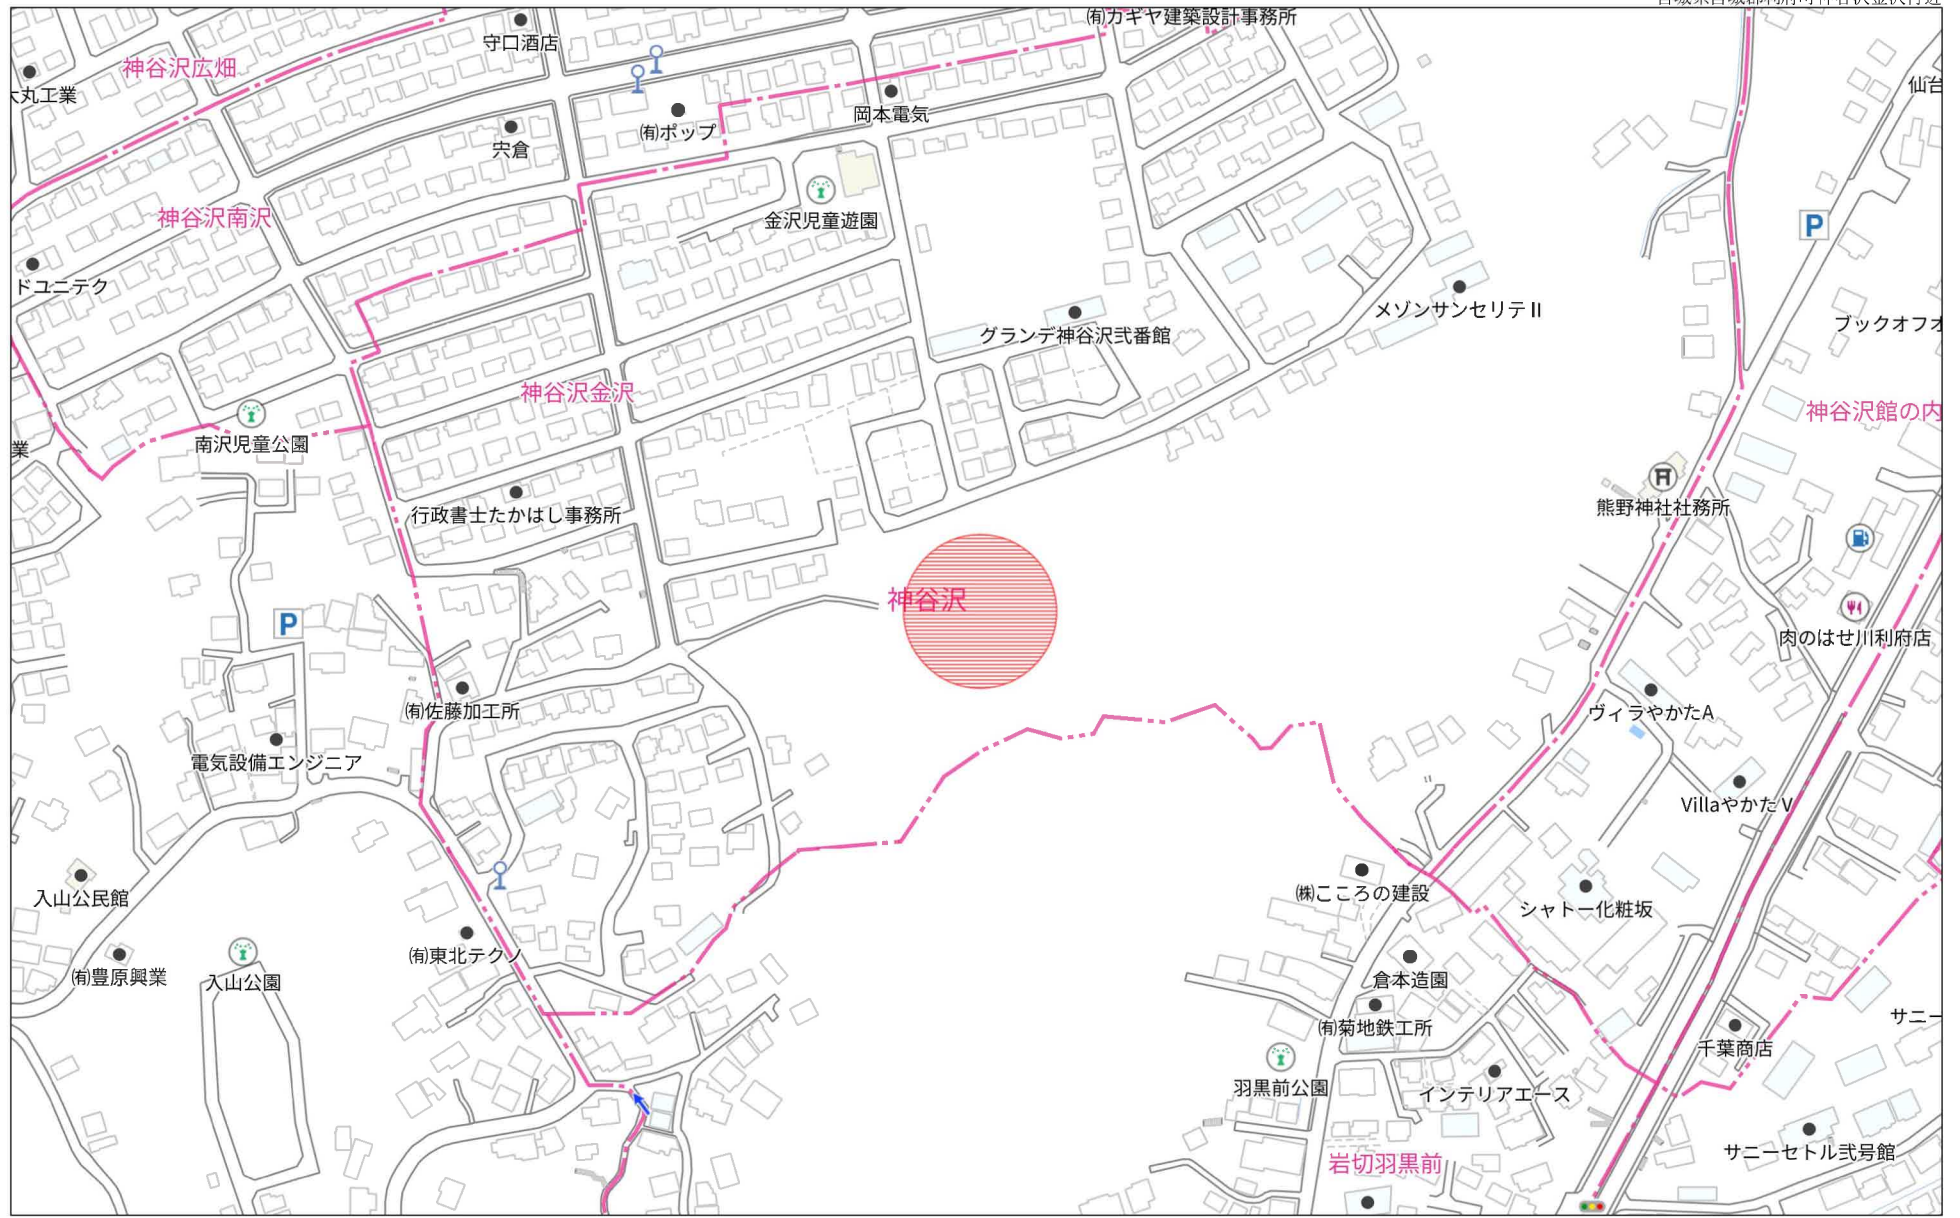 ㈲カギヤ建築設計事務所
守口酒店
神谷沢広畑
仙台
岡本電気
㈲ポップ
宍倉
金沢児童遊園
神谷沢南沢
P
ドユニテク
メゾンサンセリテⅡ
ブックオフオ
グランデ神谷沢弐番館
神谷沢金沢
神谷沢館の内
南沢児童公園
業
熊野神社社務所
行政書士たかはし事務所
神谷沢
P
肉のはせ川利府店
㈲佐藤加工所
ヴィラやかたA
電気設備エンジニア
VillaやかたⅤ
入山公民館
㈱こころの建設
シャトー化粧坂
㈲東北テクノ
㈲豊原興業
入山公園
倉本造園
サニー
㈲菊地鉄工所
千葉商店
羽黒前公園
インテリアエース
サニーセトル弐号館
岩切羽黒前